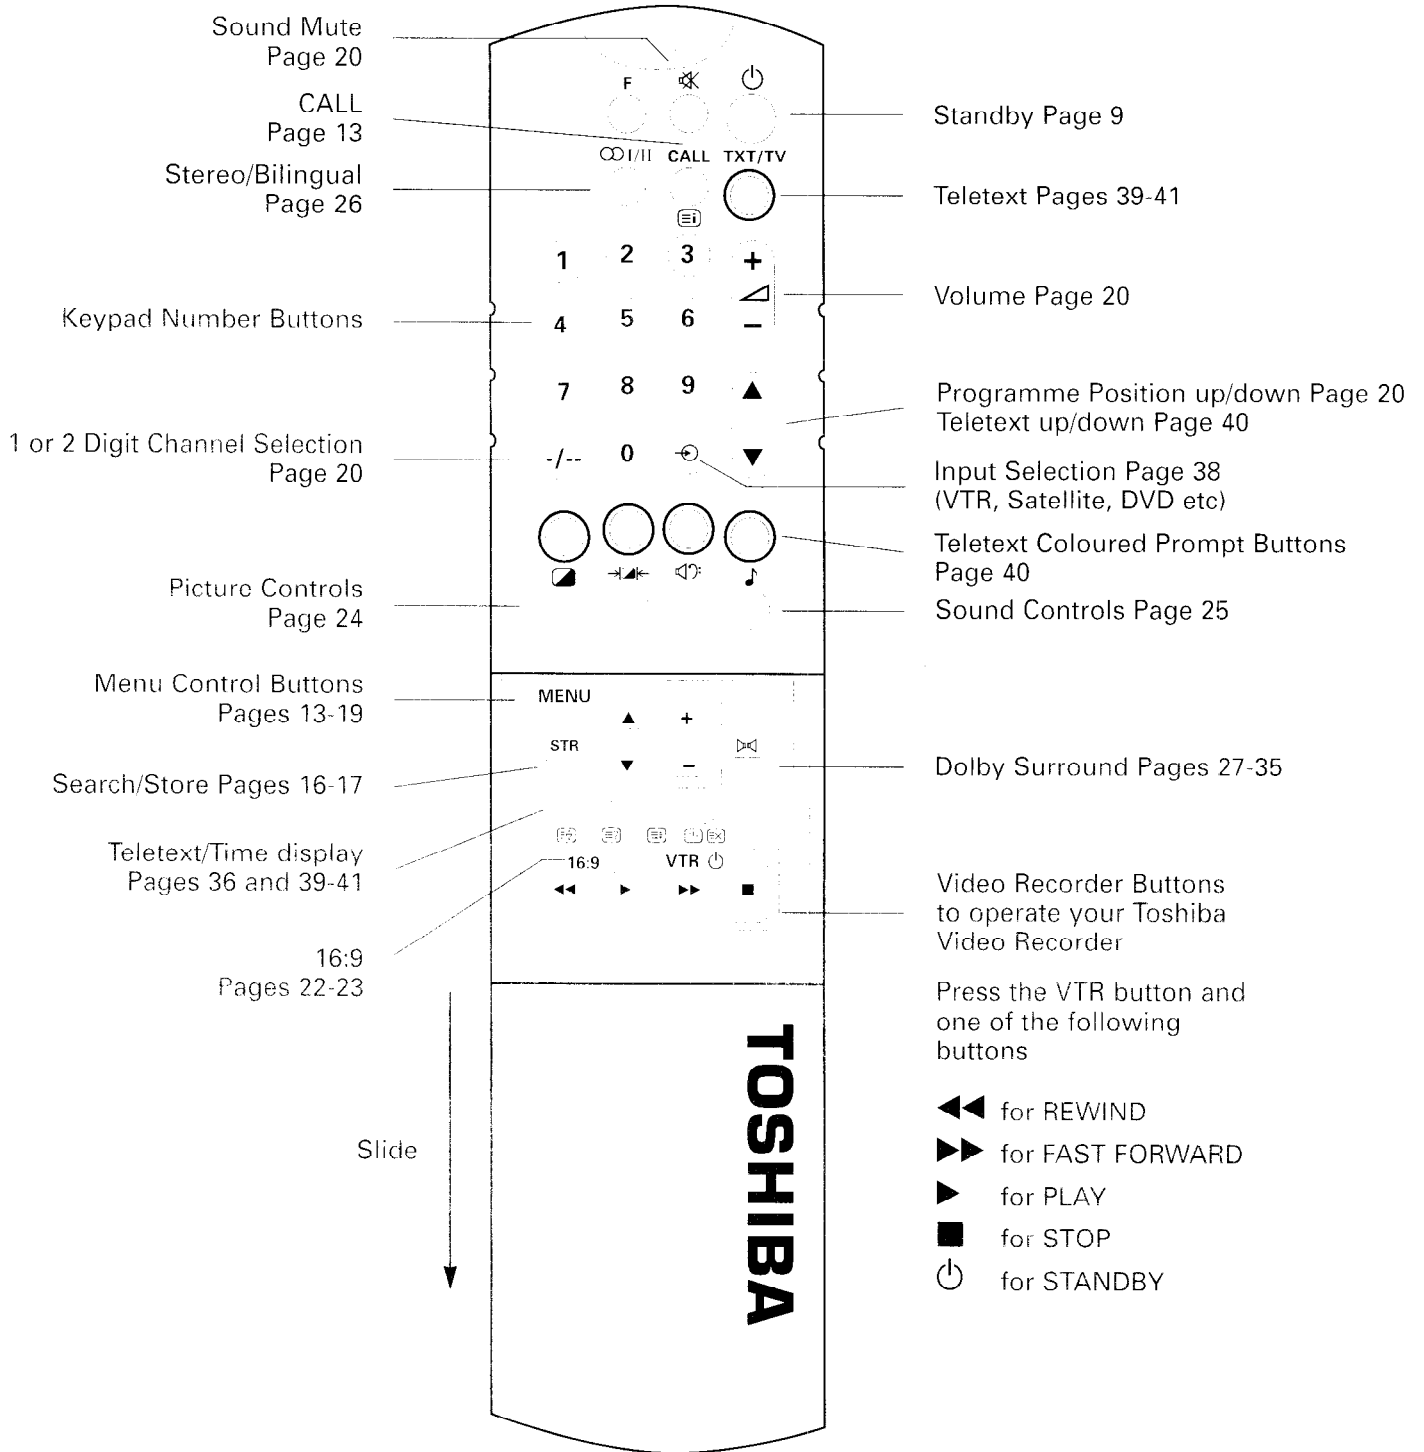 Sound Mute
Page 20
CALL
Page 13
Stereo/Bilingual
Page 26
Keypad Number Buttons
1 or 2 Digit Channel Selection
Page 20
Picture Controls
Page 24
Menu Control Buttons
Pages 13-19
Search/Store Pages 16-17
Teletext/Time display
Pages 36 and 39-41
16:9
Pages 22-23
Slide
F
I/II CALL TXT/TV
1 2 3 +
4 5 6 −
7 8 9 ▲
-/-- 0 ▼
MENU
▲ +
STR
▼ −
16:9 VTR
◀◀ ▶ ▶▶ ■
TOSHIBA
Standby Page 9
Teletext Pages 39-41
Volume Page 20
Programme Position up/down Page 20
Teletext up/down Page 40
Input Selection Page 38
(VTR, Satellite, DVD etc)
Teletext Coloured Prompt Buttons
Page 40
Sound Controls Page 25
Dolby Surround Pages 27-35
Video Recorder Buttons
to operate your Toshiba
Video Recorder
Press the VTR button and
one of the following
buttons
◀◀ for REWIND
▶▶ for FAST FORWARD
▶ for PLAY
■ for STOP
⏻ for STANDBY